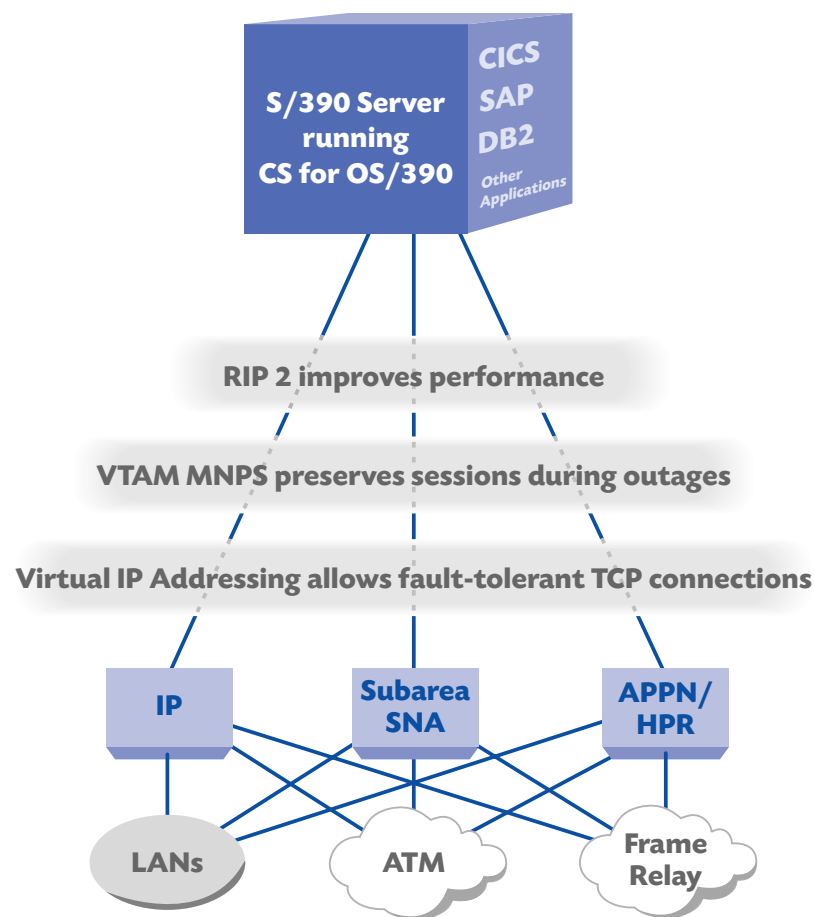 S/390 Server
running
CS for OS/390
CICS
SAP
DB2
Other
Applications
RIP 2 improves performance
VTAM MNPS preserves sessions during outages
Virtual IP Addressing allows fault-tolerant TCP connections
IP
Subarea
SNA
APPN/
HPR
LANs
ATM
Frame
Relay